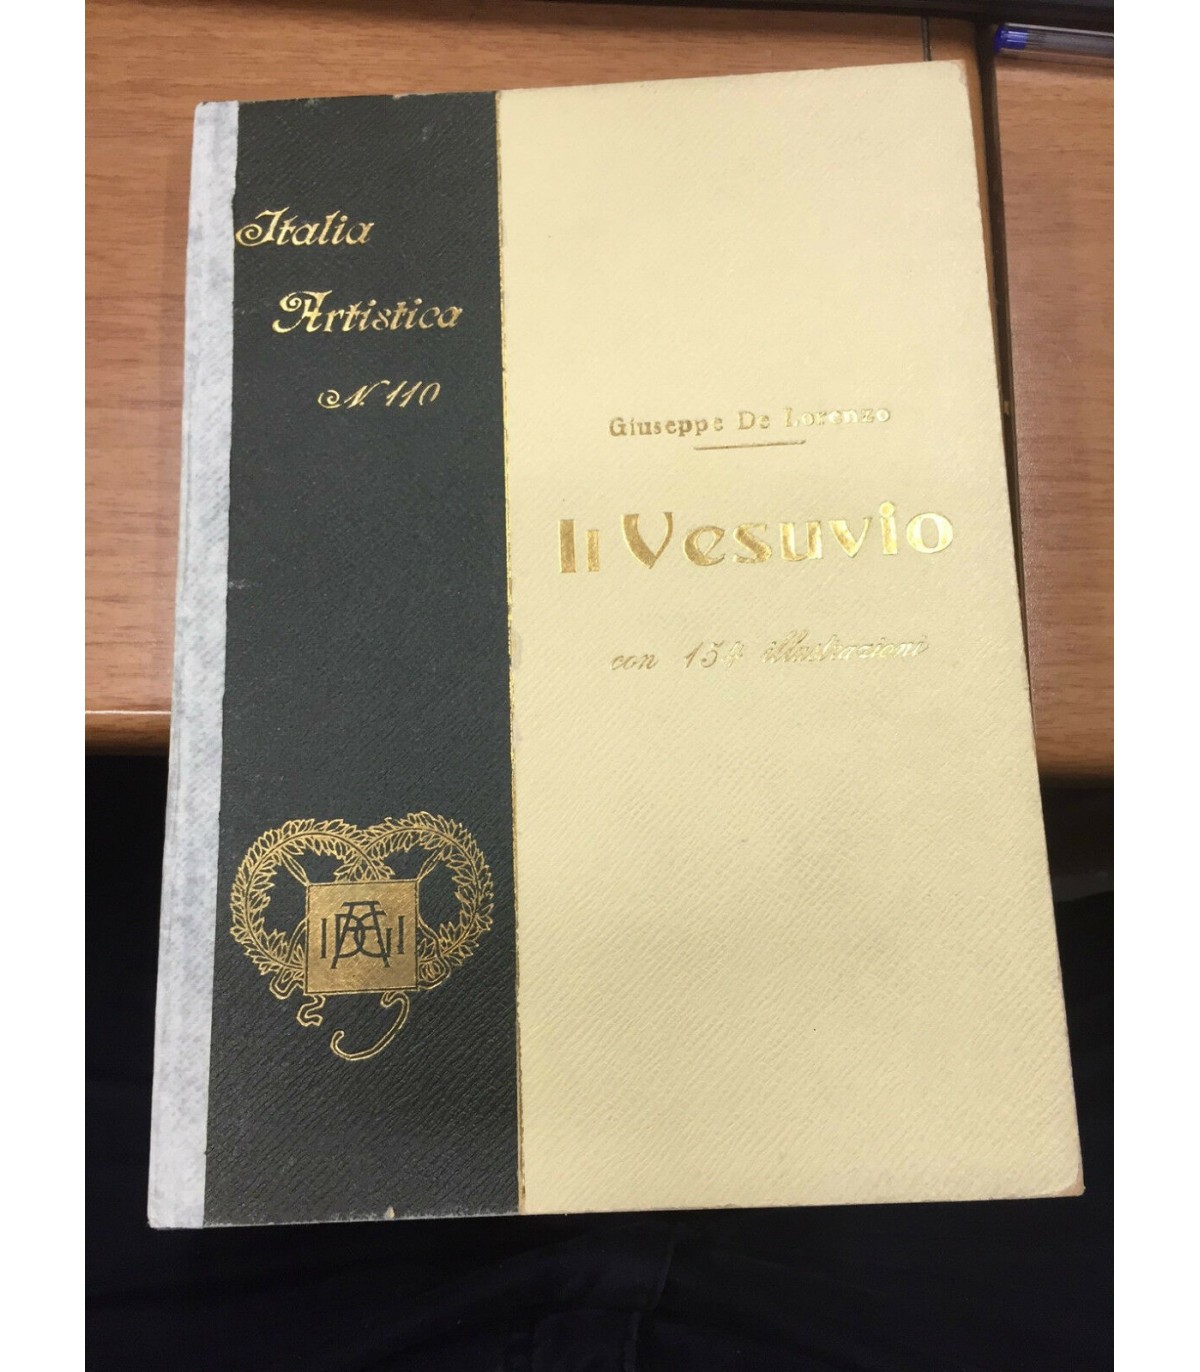 Italia
Artistica
N. 110
Giuseppe De Lorenzo
Il Vesuvio
con 154 illustrazioni